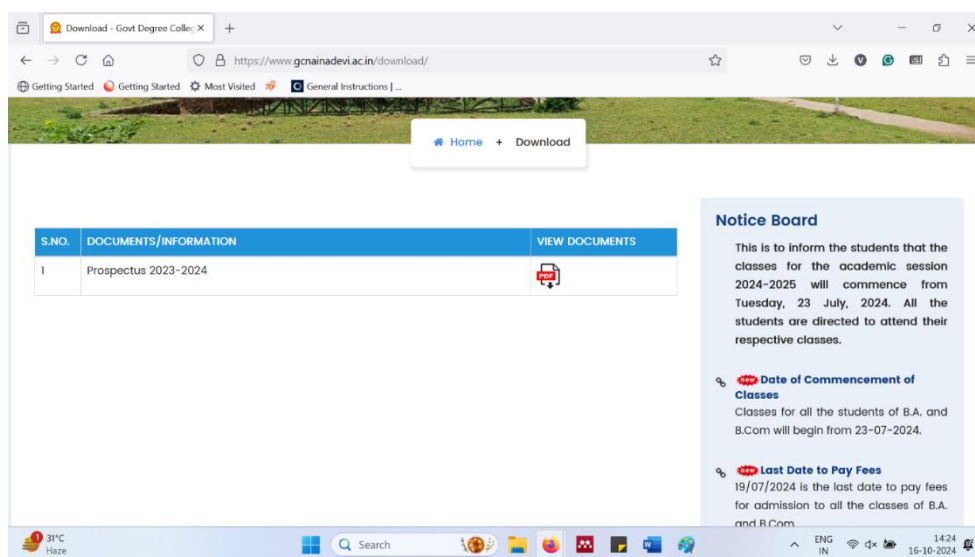 Download - Govt Degree Colleg
https://www.gcnainadevi.ac.in/download/
Getting Started
Getting Started
Most Visited
General Instructions | ...
Home + Download
S.NO. DOCUMENTS/INFORMATION VIEW DOCUMENTS
1 Prospectus 2023-2024
PDF
Notice Board
This is to inform the students that the
classes for the academic session
2024-2025 will commence from
Tuesday, 23 July, 2024. All the
students are directed to attend their
respective classes.
new Date of Commencement of
Classes
Classes for all the students of B.A. and
B.Com will begin from 23-07-2024.
new Last Date to Pay Fees
19/07/2024 is the last date to pay fees
for admission to all the classes of B.A.
and B.Com
1
31°C
Haze
Search
ENG
IN
14:24
16-10-2024